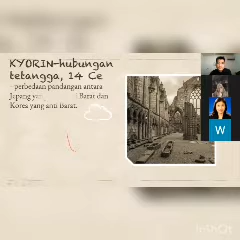 KYORIN-hubungan
tetangga, 14 Ce
perbedaan pandangan antara
Jepang Barat dan
Korea yang anti Barat.
W